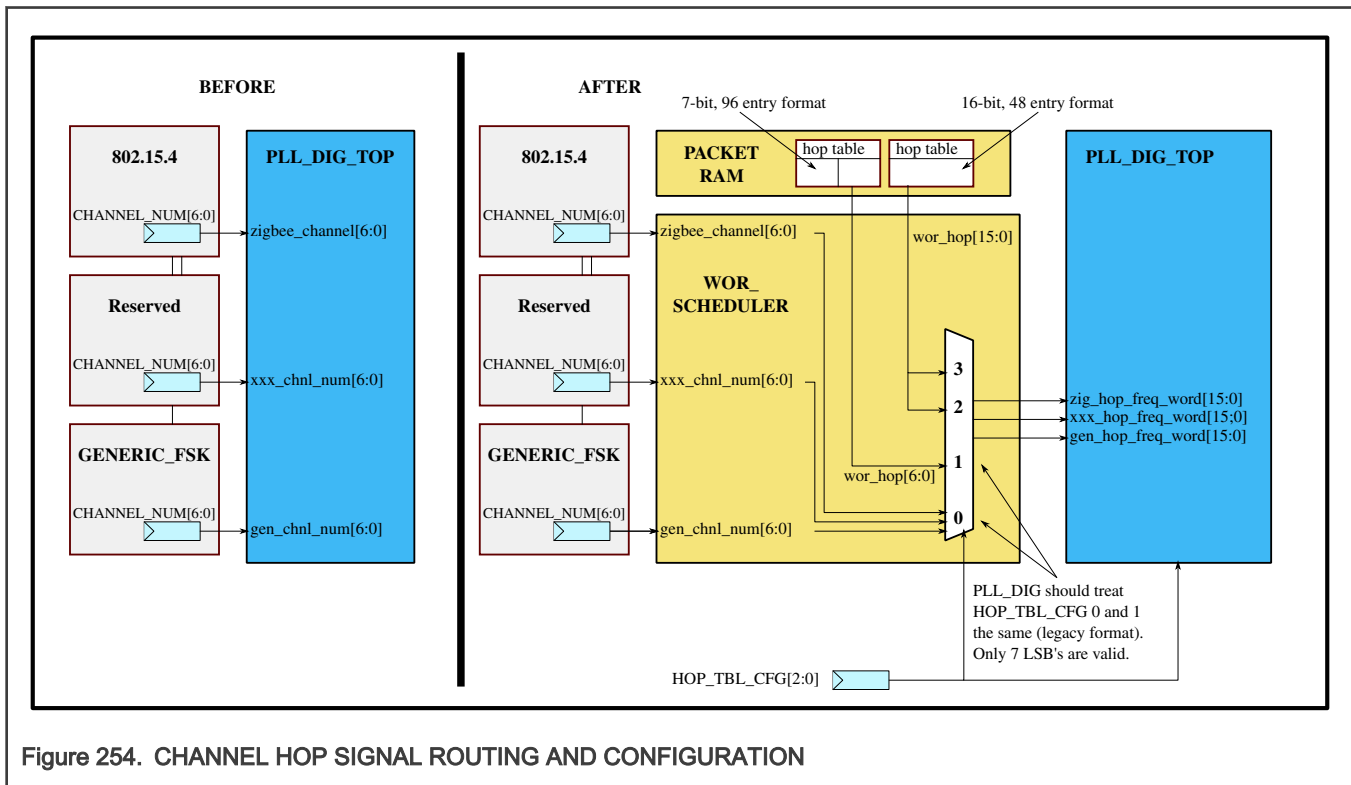 BEFORE
802.15.4
CHANNEL_NUM[6:0]
Reserved
CHANNEL_NUM[6:0]
GENERIC_FSK
CHANNEL_NUM[6:0]
PLL_DIG_TOP
zigbee_channel[6:0]
xxx_chnl_num[6:0]
gen_chnl_num[6:0]
AFTER
7-bit, 96 entry format
16-bit, 48 entry format
802.15.4
CHANNEL_NUM[6:0]
Reserved
CHANNEL_NUM[6:0]
GENERIC_FSK
CHANNEL_NUM[6:0]
PACKET
RAM
hop table
hop table
zigbee_channel[6:0]
wor_hop[15:0]
WOR_
SCHEDULER
xxx_chnl_num[6:0]
wor_hop[6:0]
gen_chnl_num[6:0]
3
2
1
0
PLL_DIG_TOP
zig_hop_freq_word[15:0]
xxx_hop_freq_word[15;0]
gen_hop_freq_word[15:0]
PLL_DIG should treat
HOP_TBL_CFG 0 and 1
the same (legacy format).
Only 7 LSB's are valid.
HOP_TBL_CFG[2:0]
Figure 254. CHANNEL HOP SIGNAL ROUTING AND CONFIGURATION